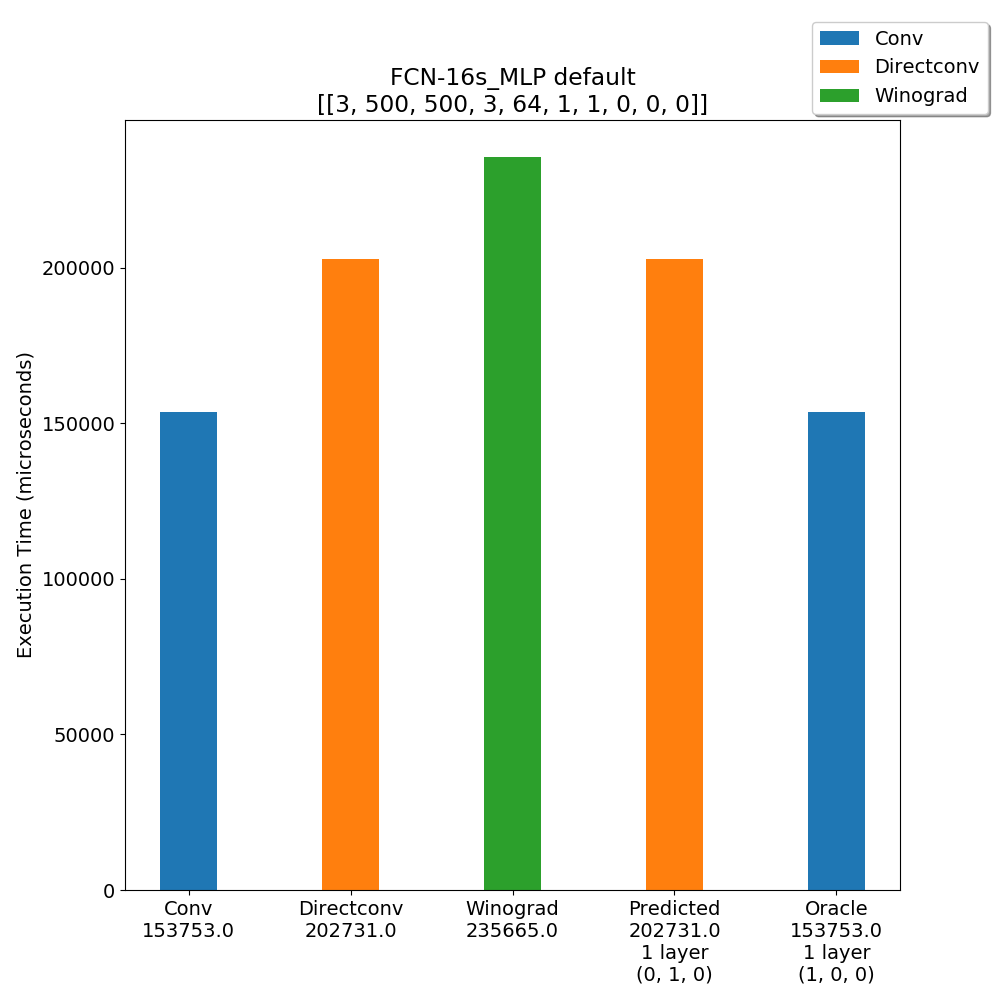 Conv
Directconv
Winograd
FCN-16s_MLP default
[[3, 500, 500, 3, 64, 1, 1, 0, 0, 0]]
Execution Time (microseconds)
200000
150000
100000
50000
0
Conv
153753.0
Directconv
202731.0
Winograd
235665.0
Predicted
202731.0
1 layer
(0, 1, 0)
Oracle
153753.0
1 layer
(1, 0, 0)